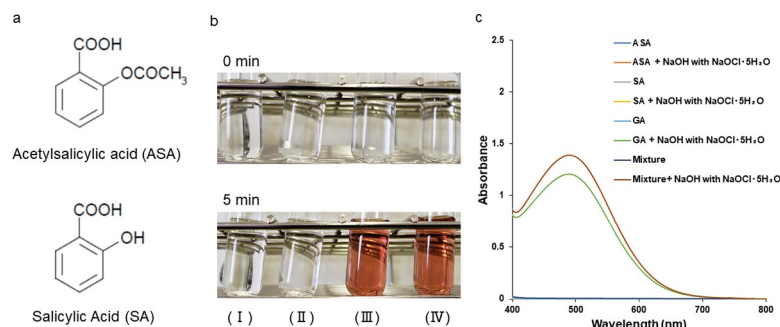 a
COOH
OCOCH₃
Acetylsalicylic acid (ASA)
COOH
OH
Salicylic Acid (SA)
b
0 min
5 min
(Ⅰ) (Ⅱ) (Ⅲ) (Ⅳ)
c
2.5
2
1.5
1
0.5
0
Absorbance
400 500 600 700 800
Wavelength (nm)
ASA
ASA + NaOH with NaOCl·5H₂O
SA
SA + NaOH with NaOCl·5H₂O
GA
GA + NaOH with NaOCl·5H₂O
Mixture
Mixture+ NaOH with NaOCl·5H₂O